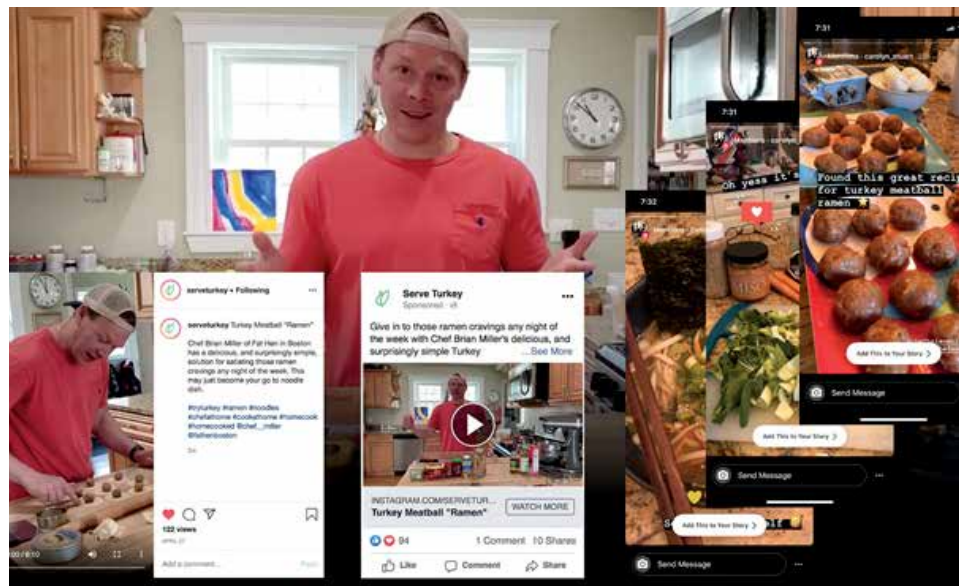 serveturkey • Following
serveturkey Turkey Meatball "Ramen"
Chef Brian Miller of Fat Hen in Boston
has a delicious, and surprisingly simple,
solution for satiating those ramen
cravings any night of the week. This
may just become your go to noodle
dish.
#tryturkey #ramen #noodles
#chefathome #cookathome #homecook
#homecooked @chef__miller
@fathenboston
122 views
APRIL 27
Add a comment...
Post
Serve Turkey
Sponsored
Give in to those ramen cravings any night of
the week with Chef Brian Miller's delicious, and
surprisingly simple Turkey ...See More
INSTAGRAM.COM/SERVETUR...
Turkey Meatball "Ramen"
WATCH MORE
94
1 Comment 10 Shares
Like
Comment
Share
7:32
Add This to Your Story
Send Message
7:31
Oh yess it's
Add This to Your Story
Send Message
7:31
carolyn_stuart
Found this great recip
for turkey meatball
ramen
Add This to Your Story
Send Message